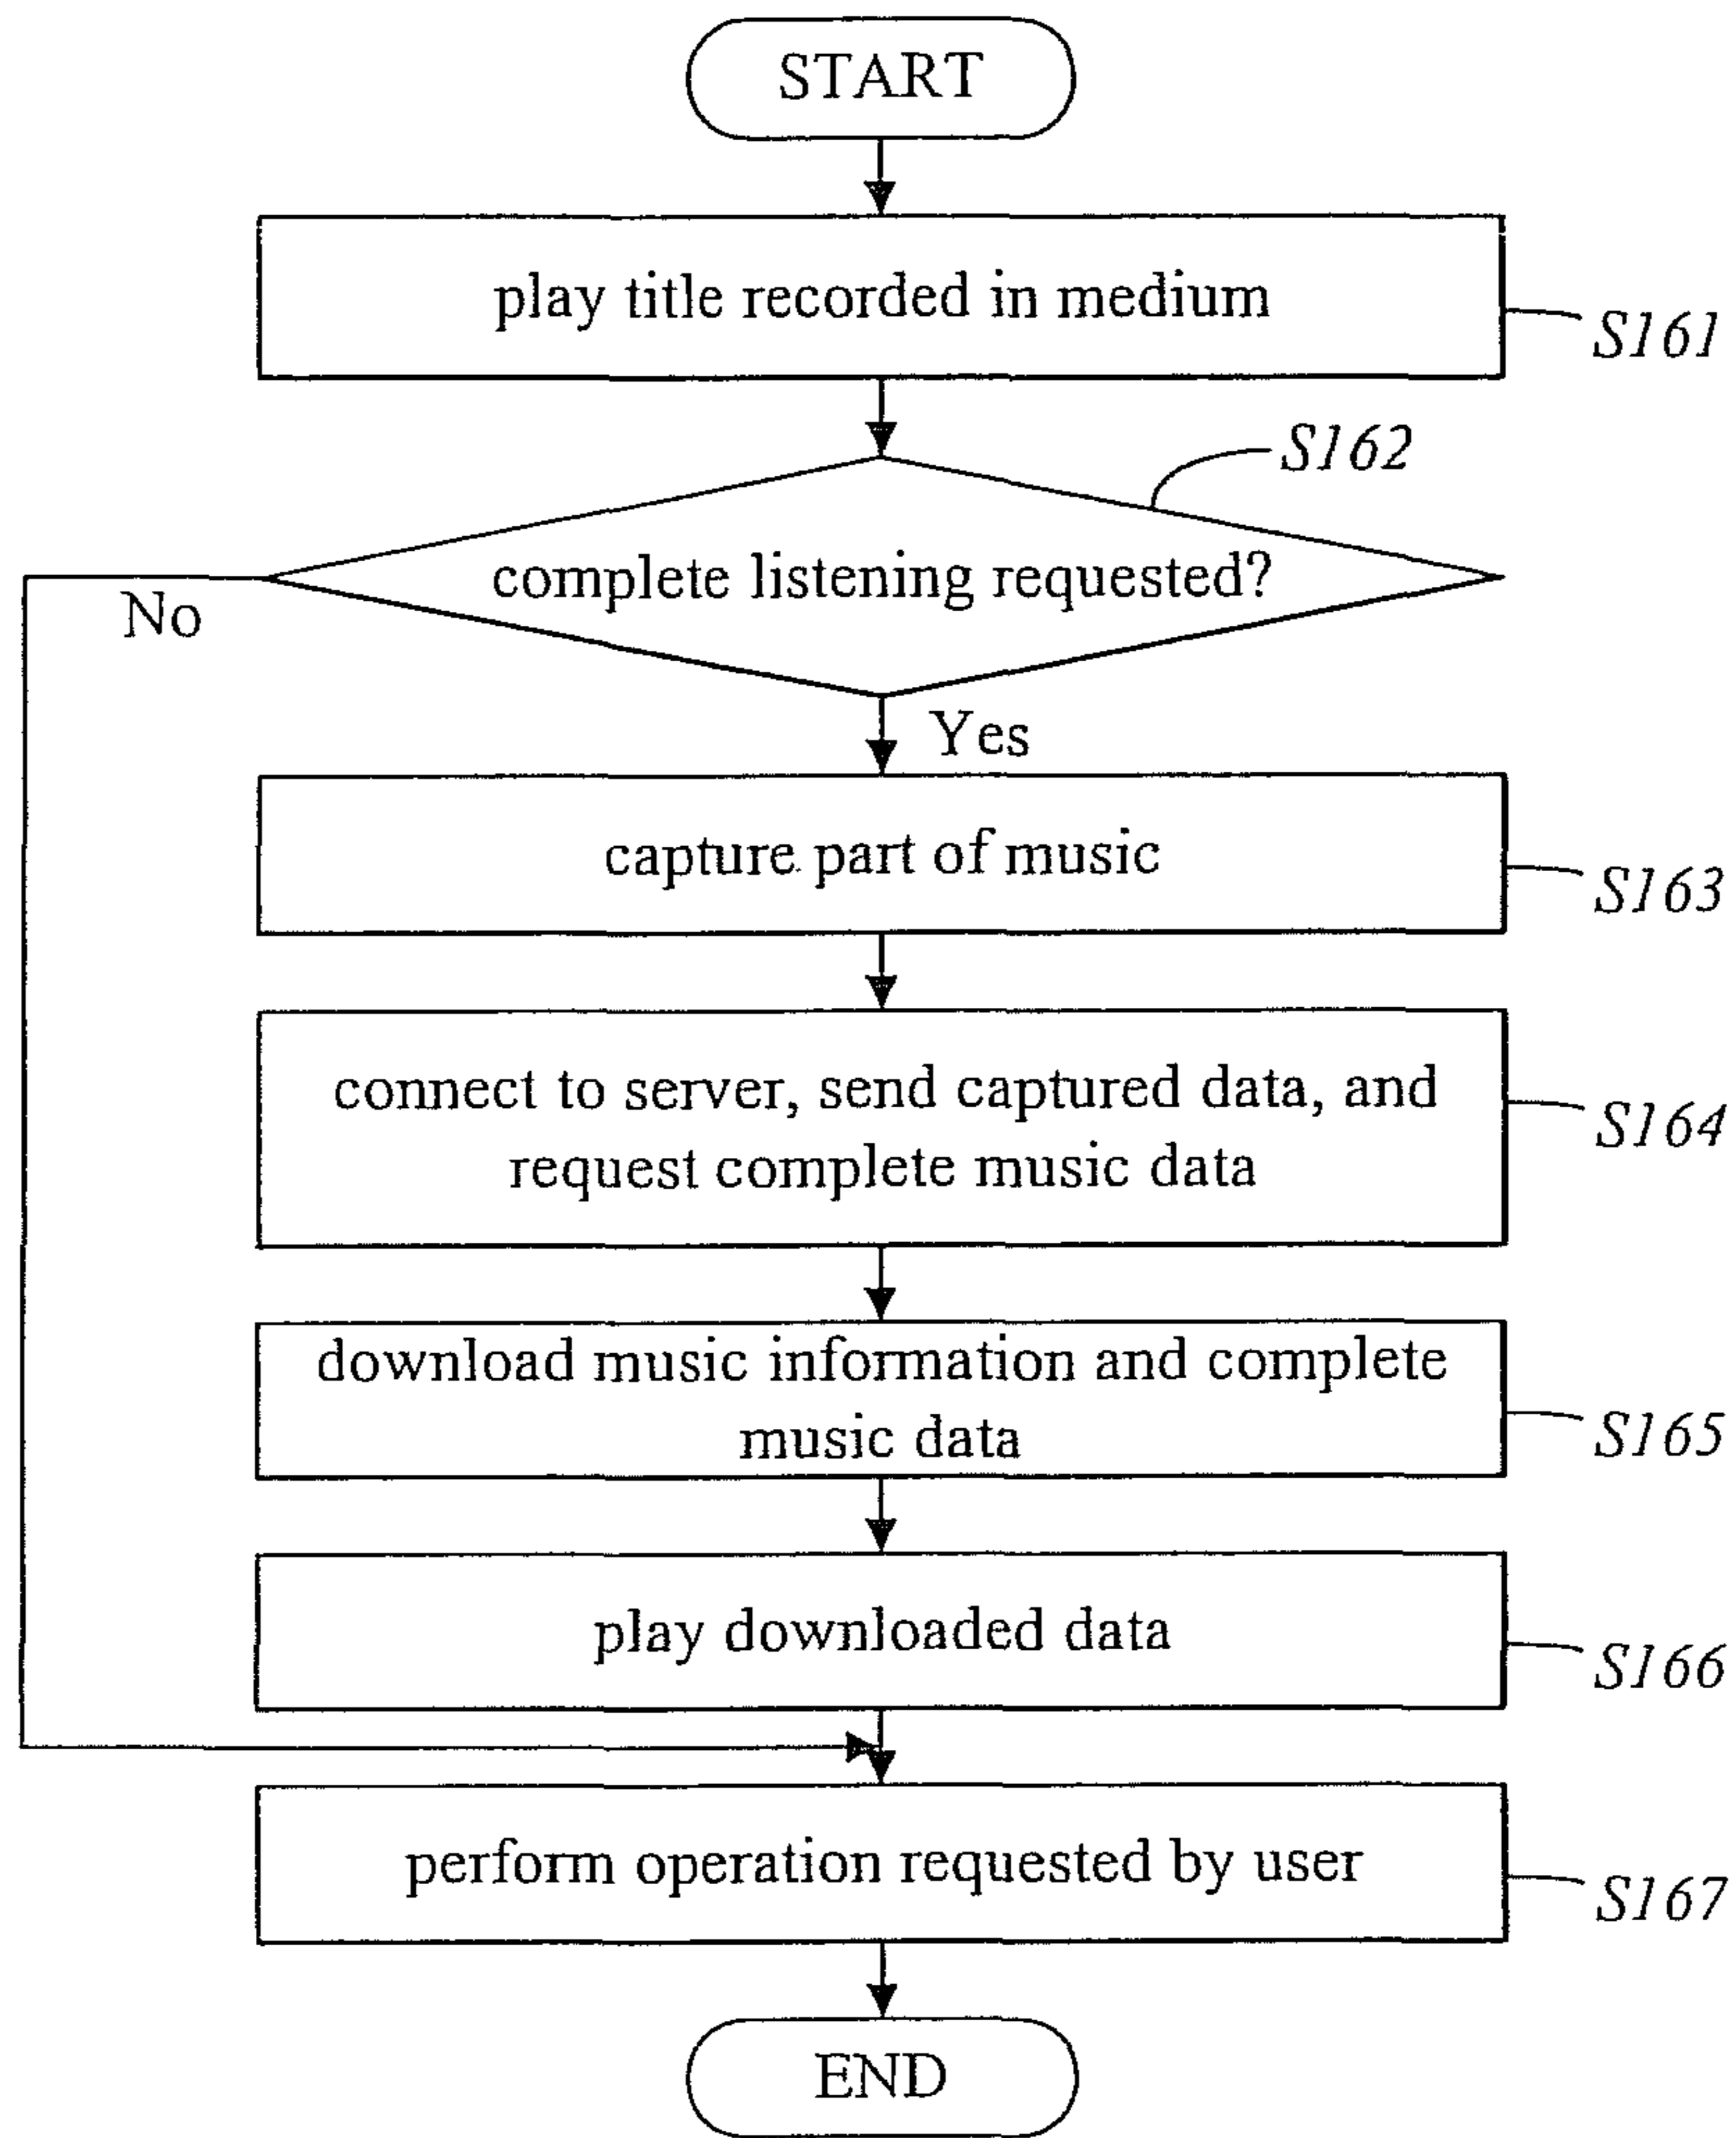 START
play title recorded in medium
S161
S162
complete listening requested?
No
Yes
capture part of music
S163
connect to server, send captured data, and
request complete music data
S164
download music information and complete
music data
S165
play downloaded data
S166
perform operation requested by user
S167
END